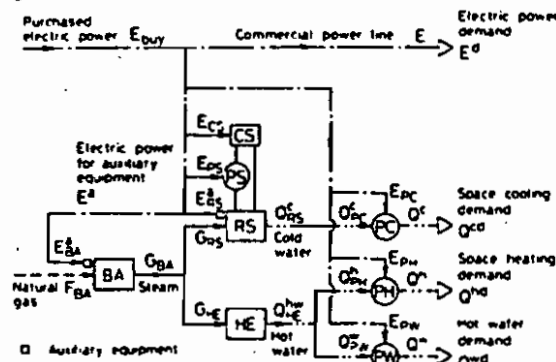 Purchased
electric power E_buy
Commercial power line E
Electric power
demand
E^d
E_CS CS
E_PS PS
Electric power
for auxiliary
equipment
E^a
E^a_RS
G_RS RS Q^c_RS
Cold
water
Q^c_PC
E_PC
PC Q^c
Space cooling
demand
Q^cd
E^a_BA
Natural
gas
F_BA
BA G_BA
Steam
G_HE HE Q^hw_HE
Hot
water
Q^h_PH
E_PH
PH Q^h
Space heating
demand
Q^hd
E_PW
PW
Hot water
demand
□ Auxiliary equipment